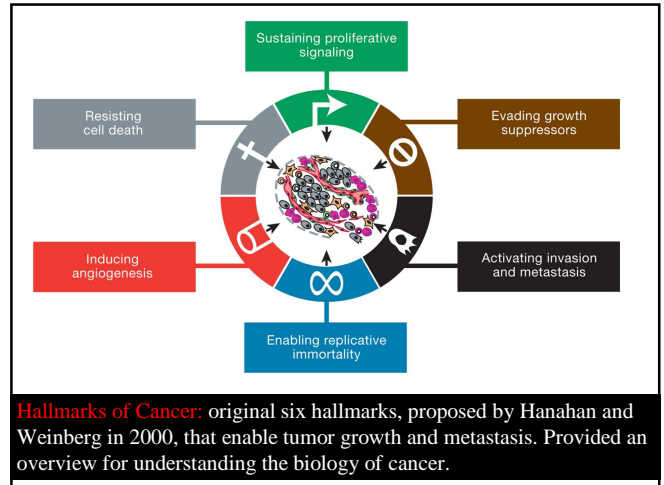 Sustaining proliferative
signaling
Resisting
cell death
Evading growth
suppressors
Inducing
angiogenesis
Activating invasion
and metastasis
Enabling replicative
immortality
Hallmarks of Cancer: original six hallmarks, proposed by Hanahan and
Weinberg in 2000, that enable tumor growth and metastasis. Provided an
overview for understanding the biology of cancer.